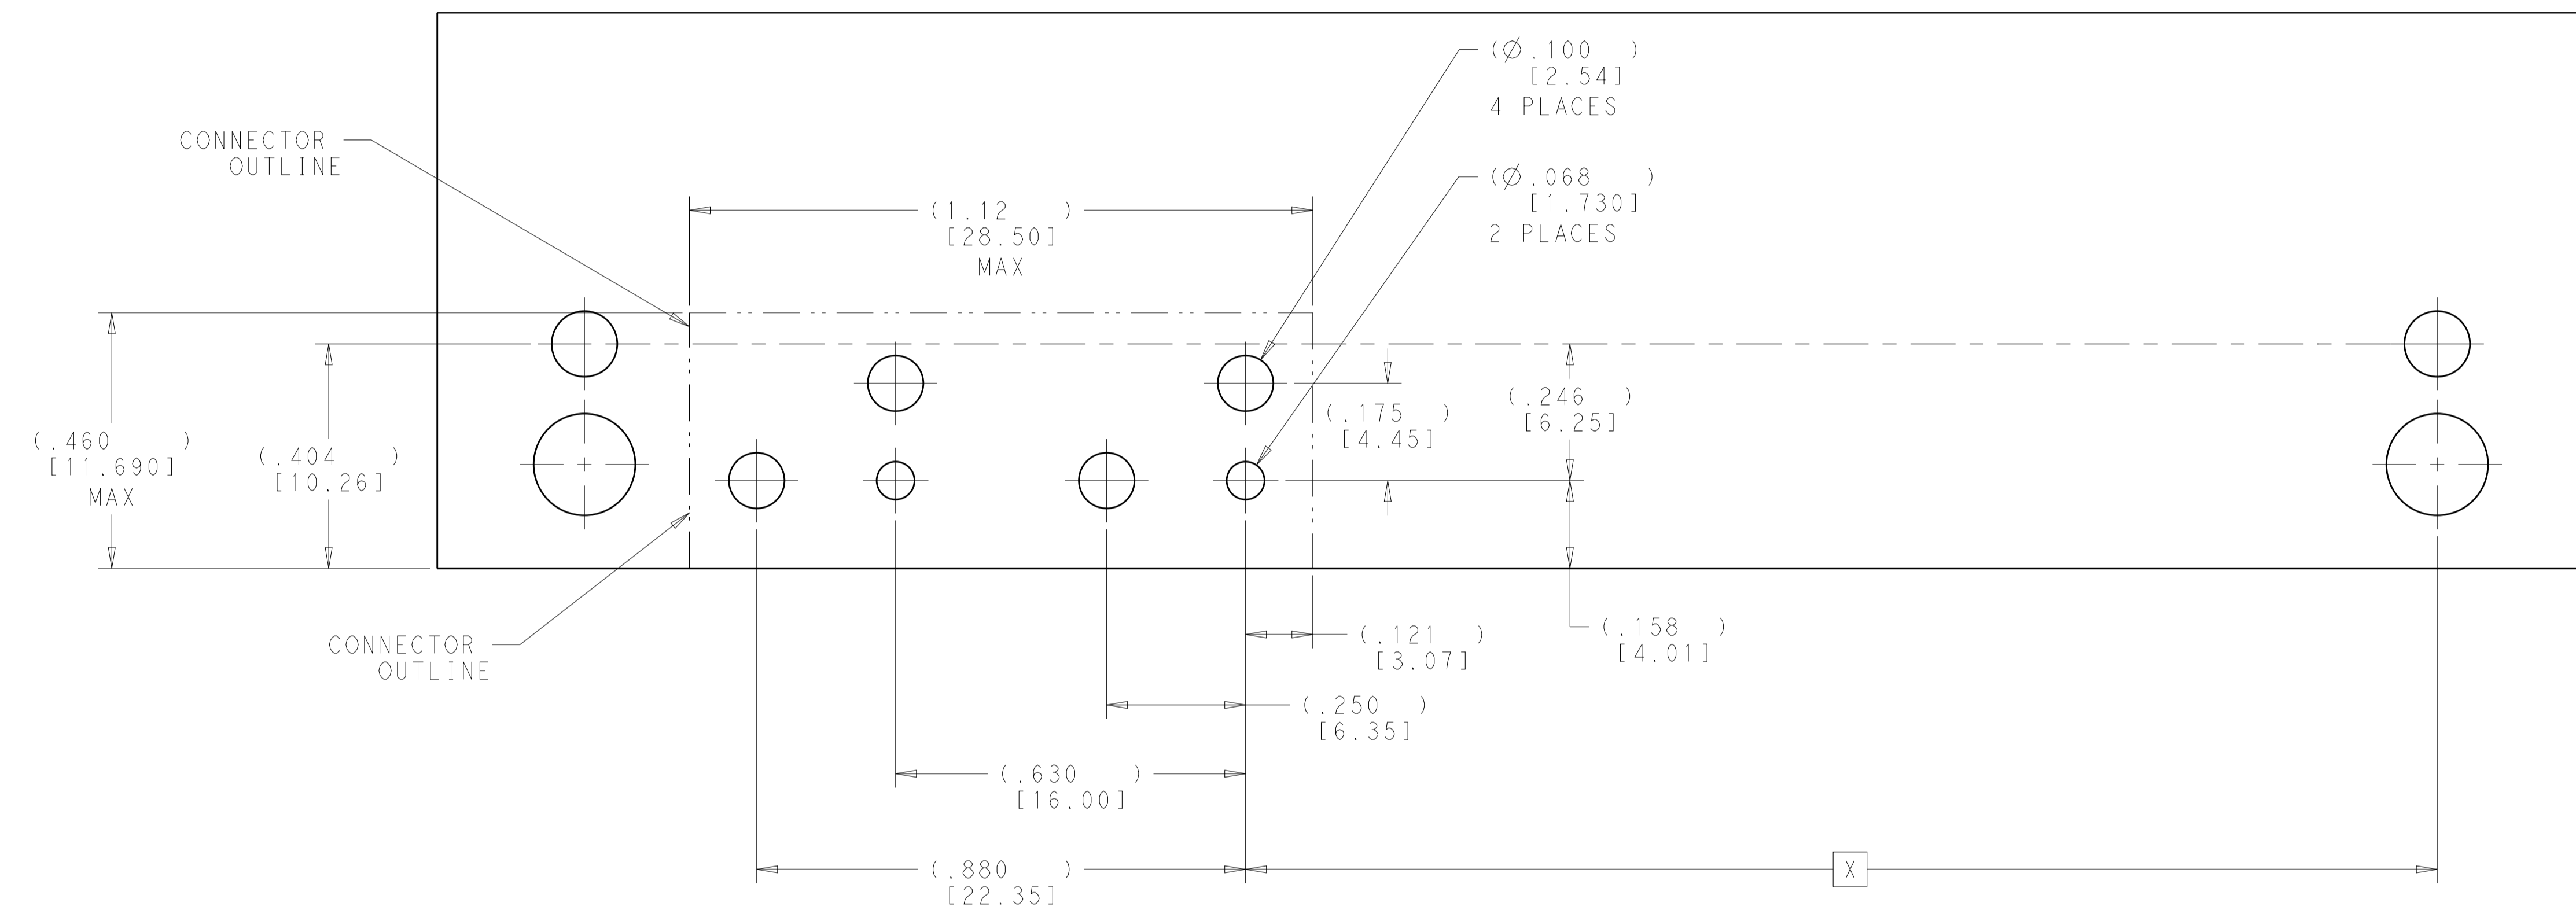 (Ø.100 )
[2.54]
4 PLACES
CONNECTOR
OUTLINE
(Ø.068 )
[1.730]
2 PLACES
(1.12 )
[28.50]
MAX
(.460 )
[11.690]
MAX
(.404 )
[10.26]
(.175 )
[4.45]
(.246 )
[6.25]
CONNECTOR
OUTLINE
(.121 )
[3.07]
(.158 )
[4.01]
(.250 )
[6.35]
(.630 )
[16.00]
(.880 )
[22.35]
X